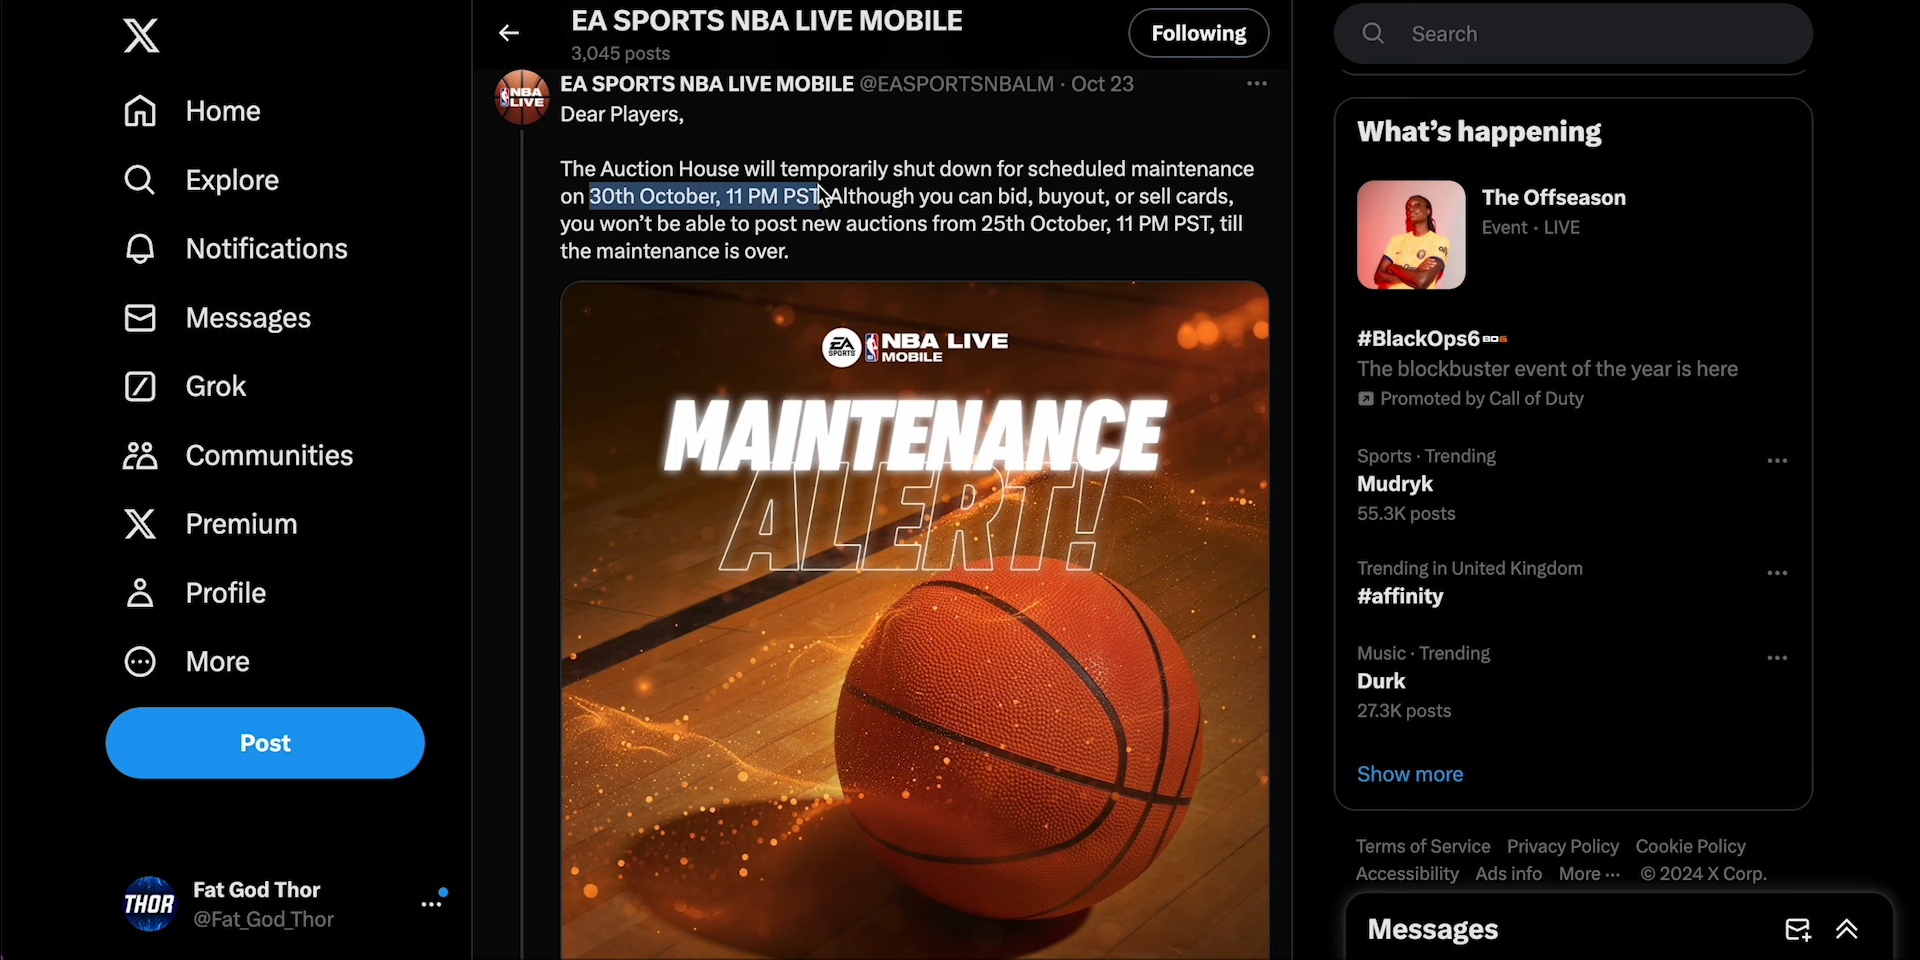 Home
Explore
Notifications
Messages
Grok
Communities
Premium
Profile
More
Post
THOR
Fat God Thor
@Fat_God_Thor
EA SPORTS NBA LIVE MOBILE
3,045 posts
Following
NBA LIVE
EA SPORTS NBA LIVE MOBILE @EASPORTSNBALM · Oct 23
Dear Players,
The Auction House will temporarily shut down for scheduled maintenance
on 30th October, 11 PM PST. Although you can bid, buyout, or sell cards,
you won't be able to post new auctions from 25th October, 11 PM PST, till
the maintenance is over.
EA SPORTS NBA LIVE
MOBILE
MAINTENANCE
ALERT!
Search
What's happening
The Offseason
Event · LIVE
#BlackOps6
The blockbuster event of the year is here
Promoted by Call of Duty
Sports · Trending
Mudryk
55.3K posts
Trending in United Kingdom
#affinity
Music · Trending
Durk
27.3K posts
Show more
Terms of Service Privacy Policy Cookie Policy
Accessibility Ads info More ··· © 2024 X Corp.
Messages